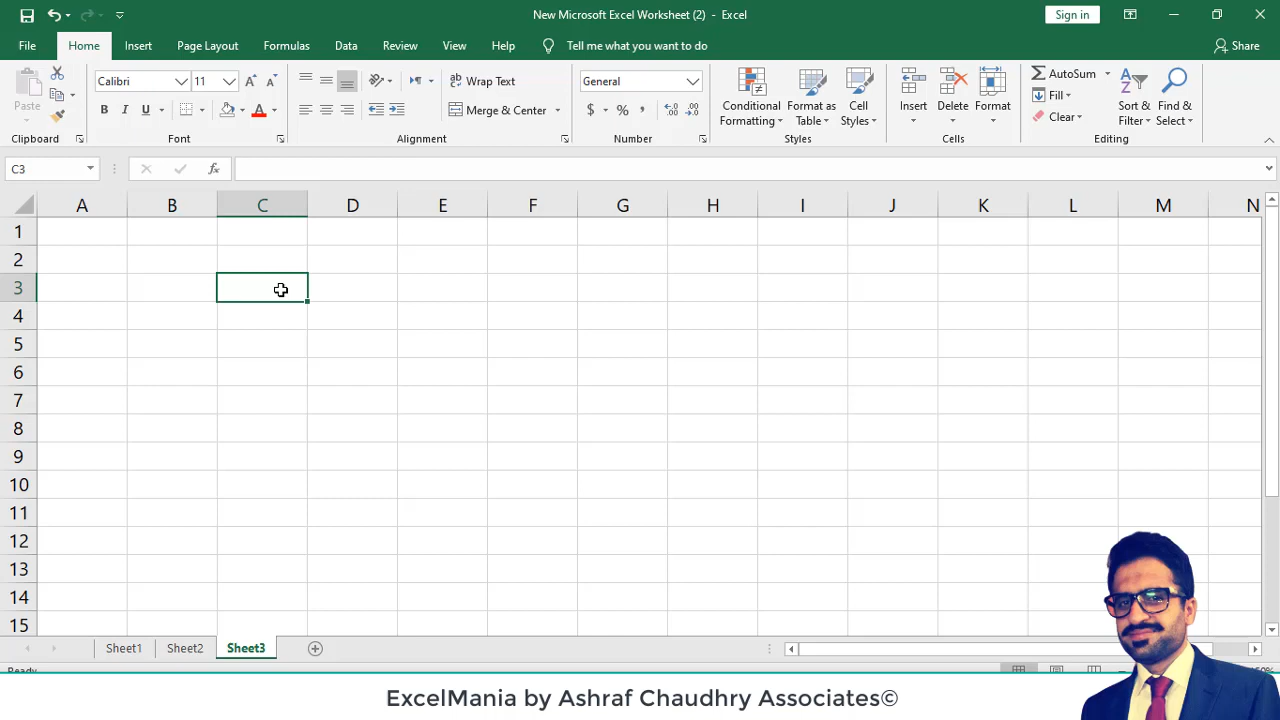 New Microsoft Excel Worksheet (2) - Excel
Sign in
File Home Insert Page Layout Formulas Data Review View Help Tell me what you want to do Share
Paste
Calibri 11
B I U A
Wrap Text
Merge & Center
General
$ % ,
Conditional Formatting
Format as Table
Cell Styles
Insert Delete Format
AutoSum
Fill
Clear
Sort & Filter
Find & Select
Clipboard Font Alignment Number Styles Cells Editing
C3 fx
A B C D E F G H I J K L M N
1
2
3
4
5
6
7
8
9
10
11
12
13
14
15
Sheet1 Sheet2 Sheet3
ExcelMania by Ashraf Chaudhry Associates©